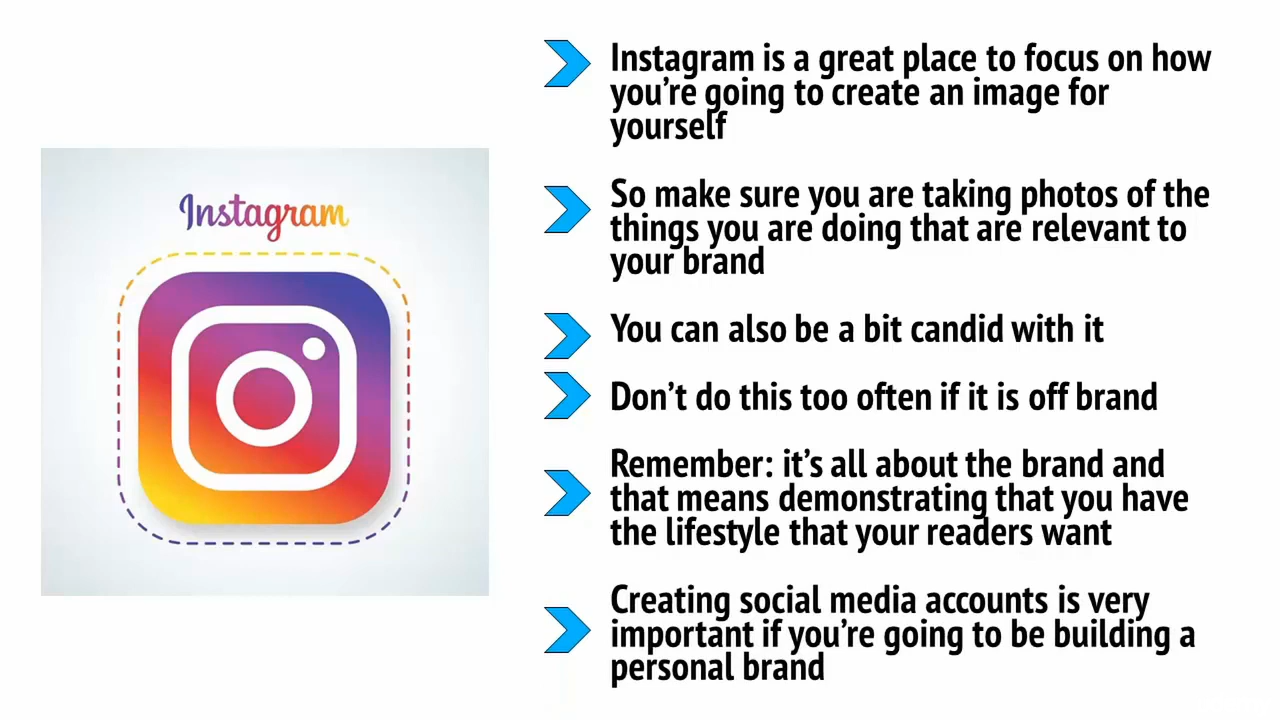 Instagram
Instagram is a great place to focus on how
you're going to create an image for
yourself
So make sure you are taking photos of the
things you are doing that are relevant to
your brand
You can also be a bit candid with it
Don't do this too often if it is off brand
Remember: it's all about the brand and
that means demonstrating that you have
the lifestyle that your readers want
Creating social media accounts is very
important if you're going to be building a
personal brand